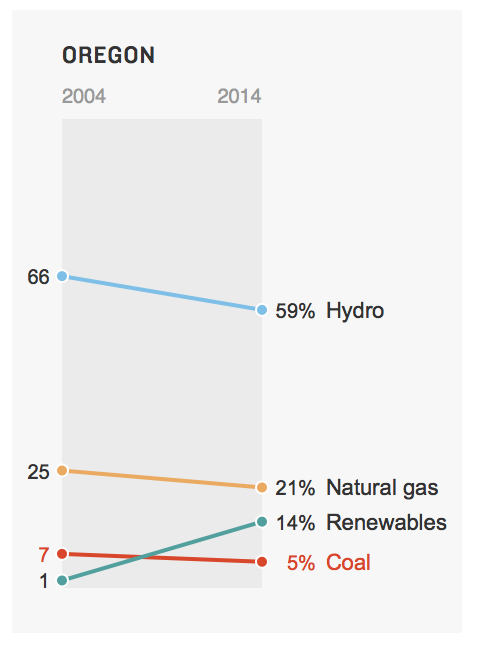 OREGON
2004 2014
66
59% Hydro
25
21% Natural gas
14% Renewables
7
5% Coal
1